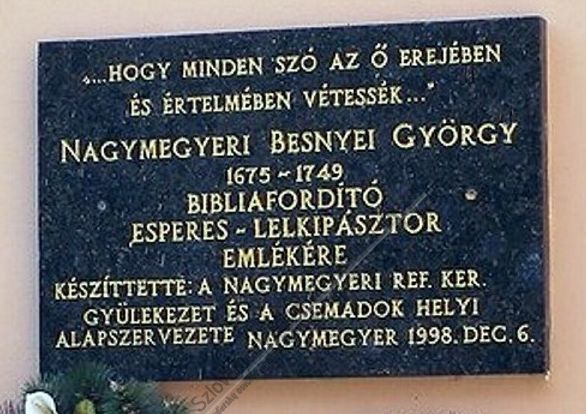 „...HOGY MINDEN SZÓ AZ Ő EREJÉBEN
ÉS ÉRTELMÉBEN VÉTESSÉK..."
NAGYMEGYERI BESNYEI GYÖRGY
1675 - 1749
BIBLIAFORDÍTÓ
ESPERES - LELKIPÁSZTOR
EMLÉKÉRE
KÉSZÍTTETTE: A NAGYMEGYERI REF. KER.
GYÜLEKEZET ÉS A CSEMADOK HELYI
ALAPSZERVEZETE NAGYMEGYER 1998. DEC. 6.